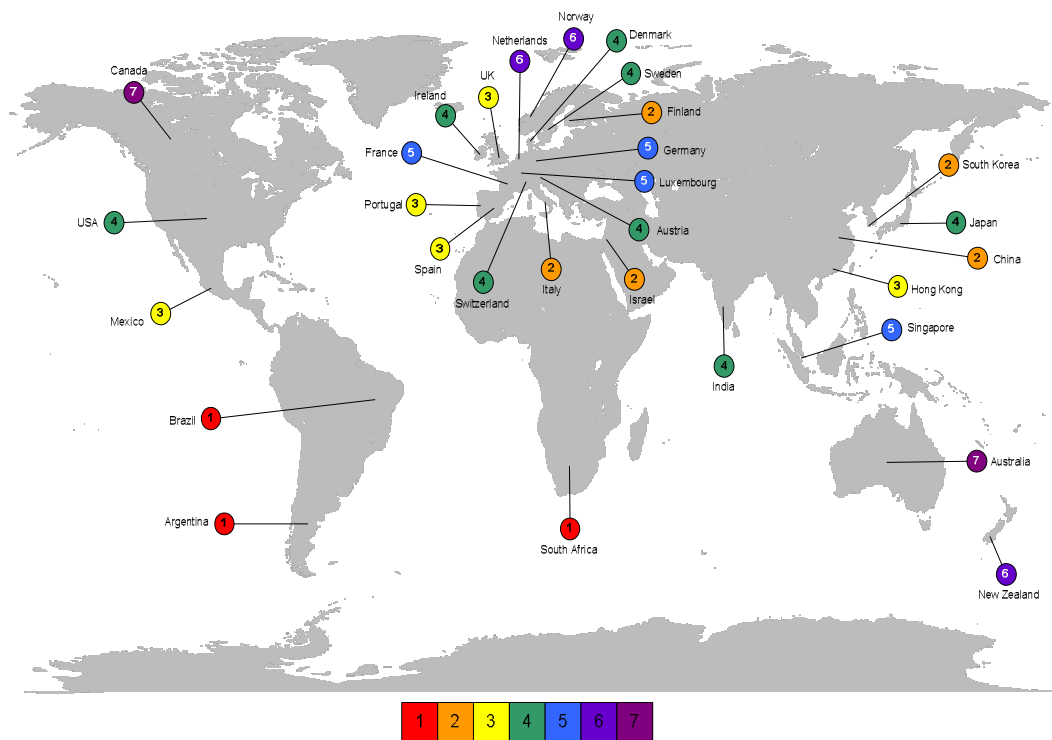 Norway
6
Netherlands
6
4
Denmark
Canada
7
UK
3
4
Sweden
Ireland
4
2
Finland
France
5
5
Germany
2
South Korea
5
Luxembourg
Portugal
3
USA
4
4
Austria
4
Japan
3
Spain
2
Italy
2
Israel
2
China
4
Switzerland
3
Hong Kong
Mexico
3
5
Singapore
4
India
Brazil
1
7
Australia
Argentina
1
1
South Africa
6
New Zealand
1 2 3 4 5 6 7